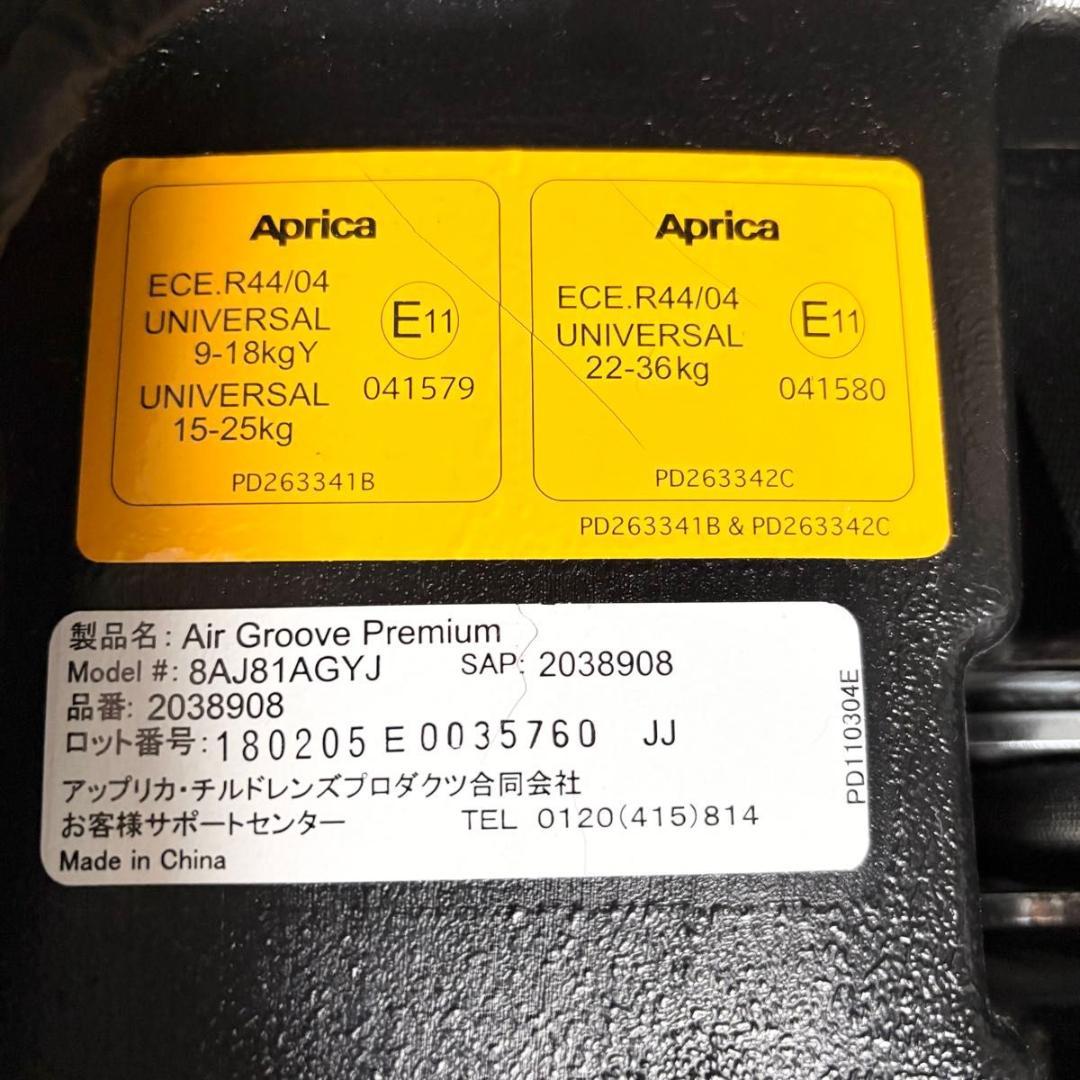 Aprica
ECE.R44/04
UNIVERSAL
9-18kgY
UNIVERSAL
15-25kg
E11
041579
PD263341B
Aprica
ECE.R44/04
UNIVERSAL
22-36kg
E11
041580
PD263342C
PD263341B & PD263342C
製品名: Air Groove Premium
Model #: 8AJ81AGYJ SAP: 2038908
品番: 2038908
ロット番号: 180205 E 0035760 JJ
アップリカ・チルドレンズプロダクツ合同会社
お客様サポートセンター TEL 0120(415)814
Made in China
PD110304E